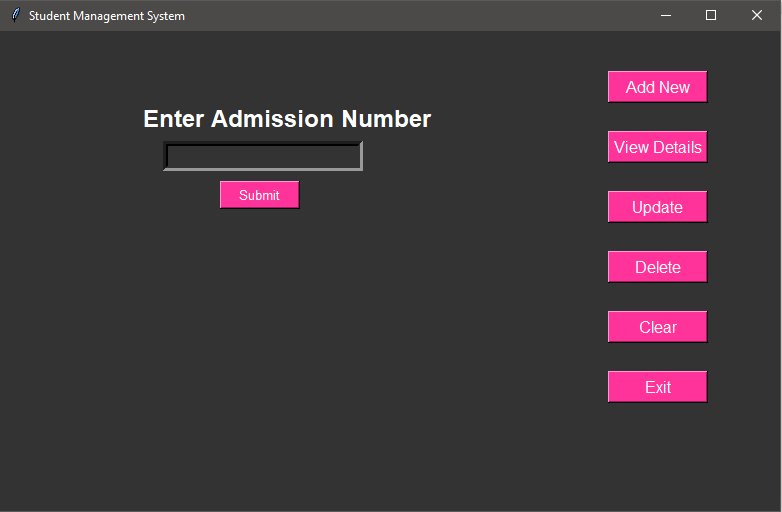 Student Management System
Enter Admission Number
Submit
Add New
View Details
Update
Delete
Clear
Exit